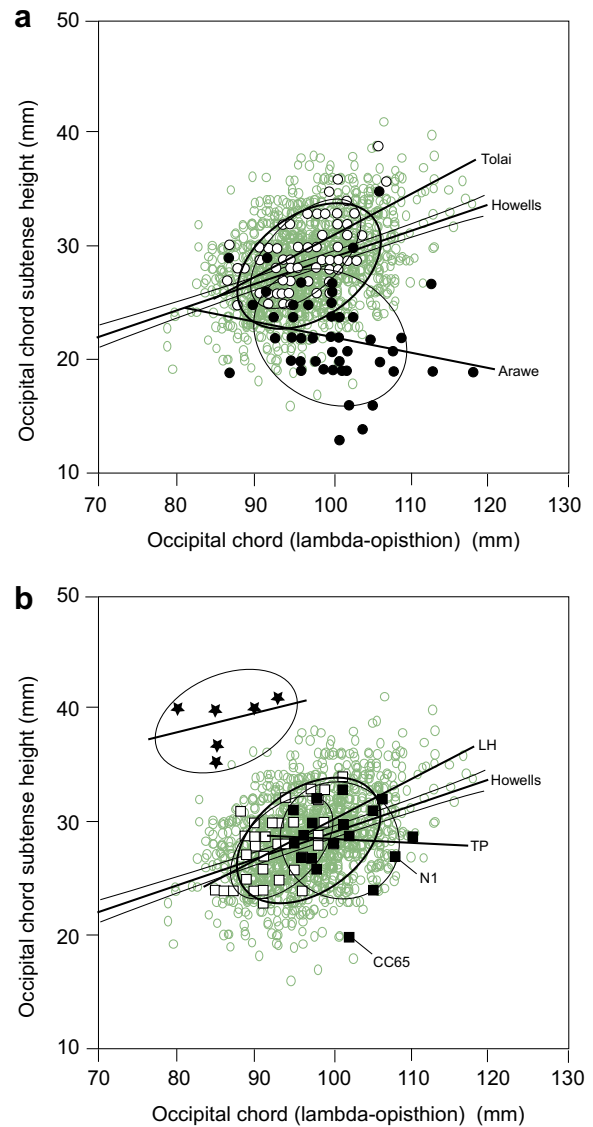 a
50
40
30
20
10
Occipital chord subtense height (mm)
Tolai
Howells
Arawe
70 80 90 100 110 120 130
Occipital chord (lambda-opisthion) (mm)
b
50
40
30
20
10
Occipital chord subtense height (mm)
LH
Howells
TP
N1
CC65
70 80 90 100 110 120 130
Occipital chord (lambda-opisthion) (mm)